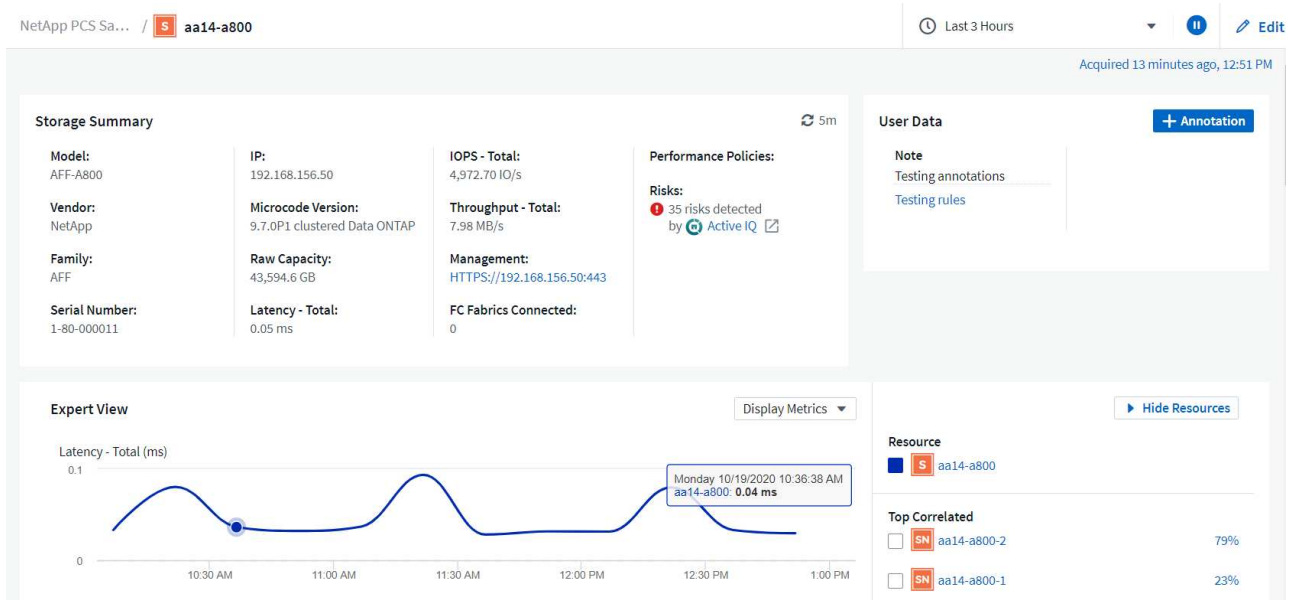 NetApp PCS Sa... / S aa14-a800
Last 3 Hours
Edit
Acquired 13 minutes ago, 12:51 PM
Storage Summary
5m
Model:
AFF-A800
Vendor:
NetApp
Family:
AFF
Serial Number:
1-80-000011
IP:
192.168.156.50
Microcode Version:
9.7.0P1 clustered Data ONTAP
Raw Capacity:
43,594.6 GB
Latency - Total:
0.05 ms
IOPS - Total:
4,972.70 IO/s
Throughput - Total:
7.98 MB/s
Management:
HTTPS://192.168.156.50:443
FC Fabrics Connected:
0
Performance Policies:
Risks:
35 risks detected
by Active IQ
User Data
+ Annotation
Note
Testing annotations
Testing rules
Expert View
Display Metrics
Latency - Total (ms)
0.1
0
10:30 AM 11:00 AM 11:30 AM 12:00 PM 12:30 PM 1:00 PM
Monday 10/19/2020 10:36:38 AM
aa14-a800: 0.04 ms
Hide Resources
Resource
S aa14-a800
Top Correlated
SN aa14-a800-2 79%
SN aa14-a800-1 23%